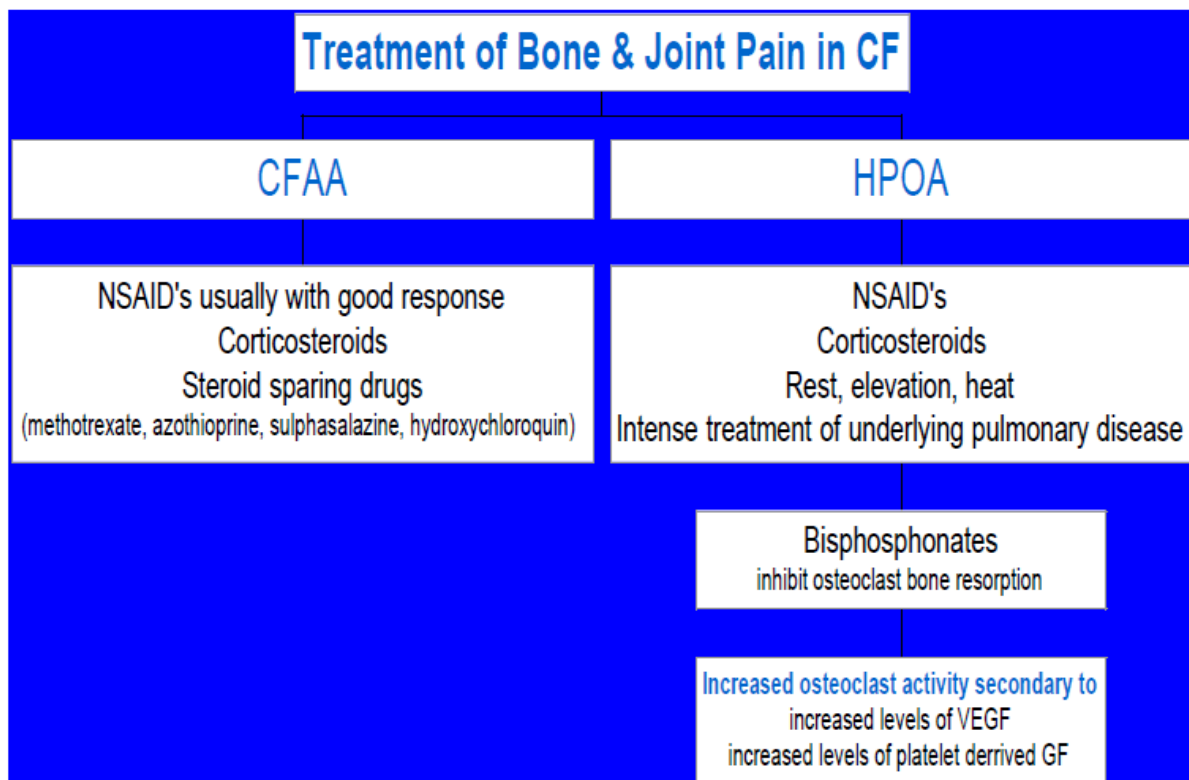 Treatment of Bone & Joint Pain in CF
CFAA
HPOA
NSAID's usually with good response
Corticosteroids
Steroid sparing drugs
(methotrexate, azothioprine, sulphasalazine, hydroxychloroquin)
NSAID's
Corticosteroids
Rest, elevation, heat
Intense treatment of underlying pulmonary disease
Bisphosphonates
inhibit osteoclast bone resorption
Increased osteoclast activity secondary to
increased levels of VEGF
increased levels of platelet derrived GF